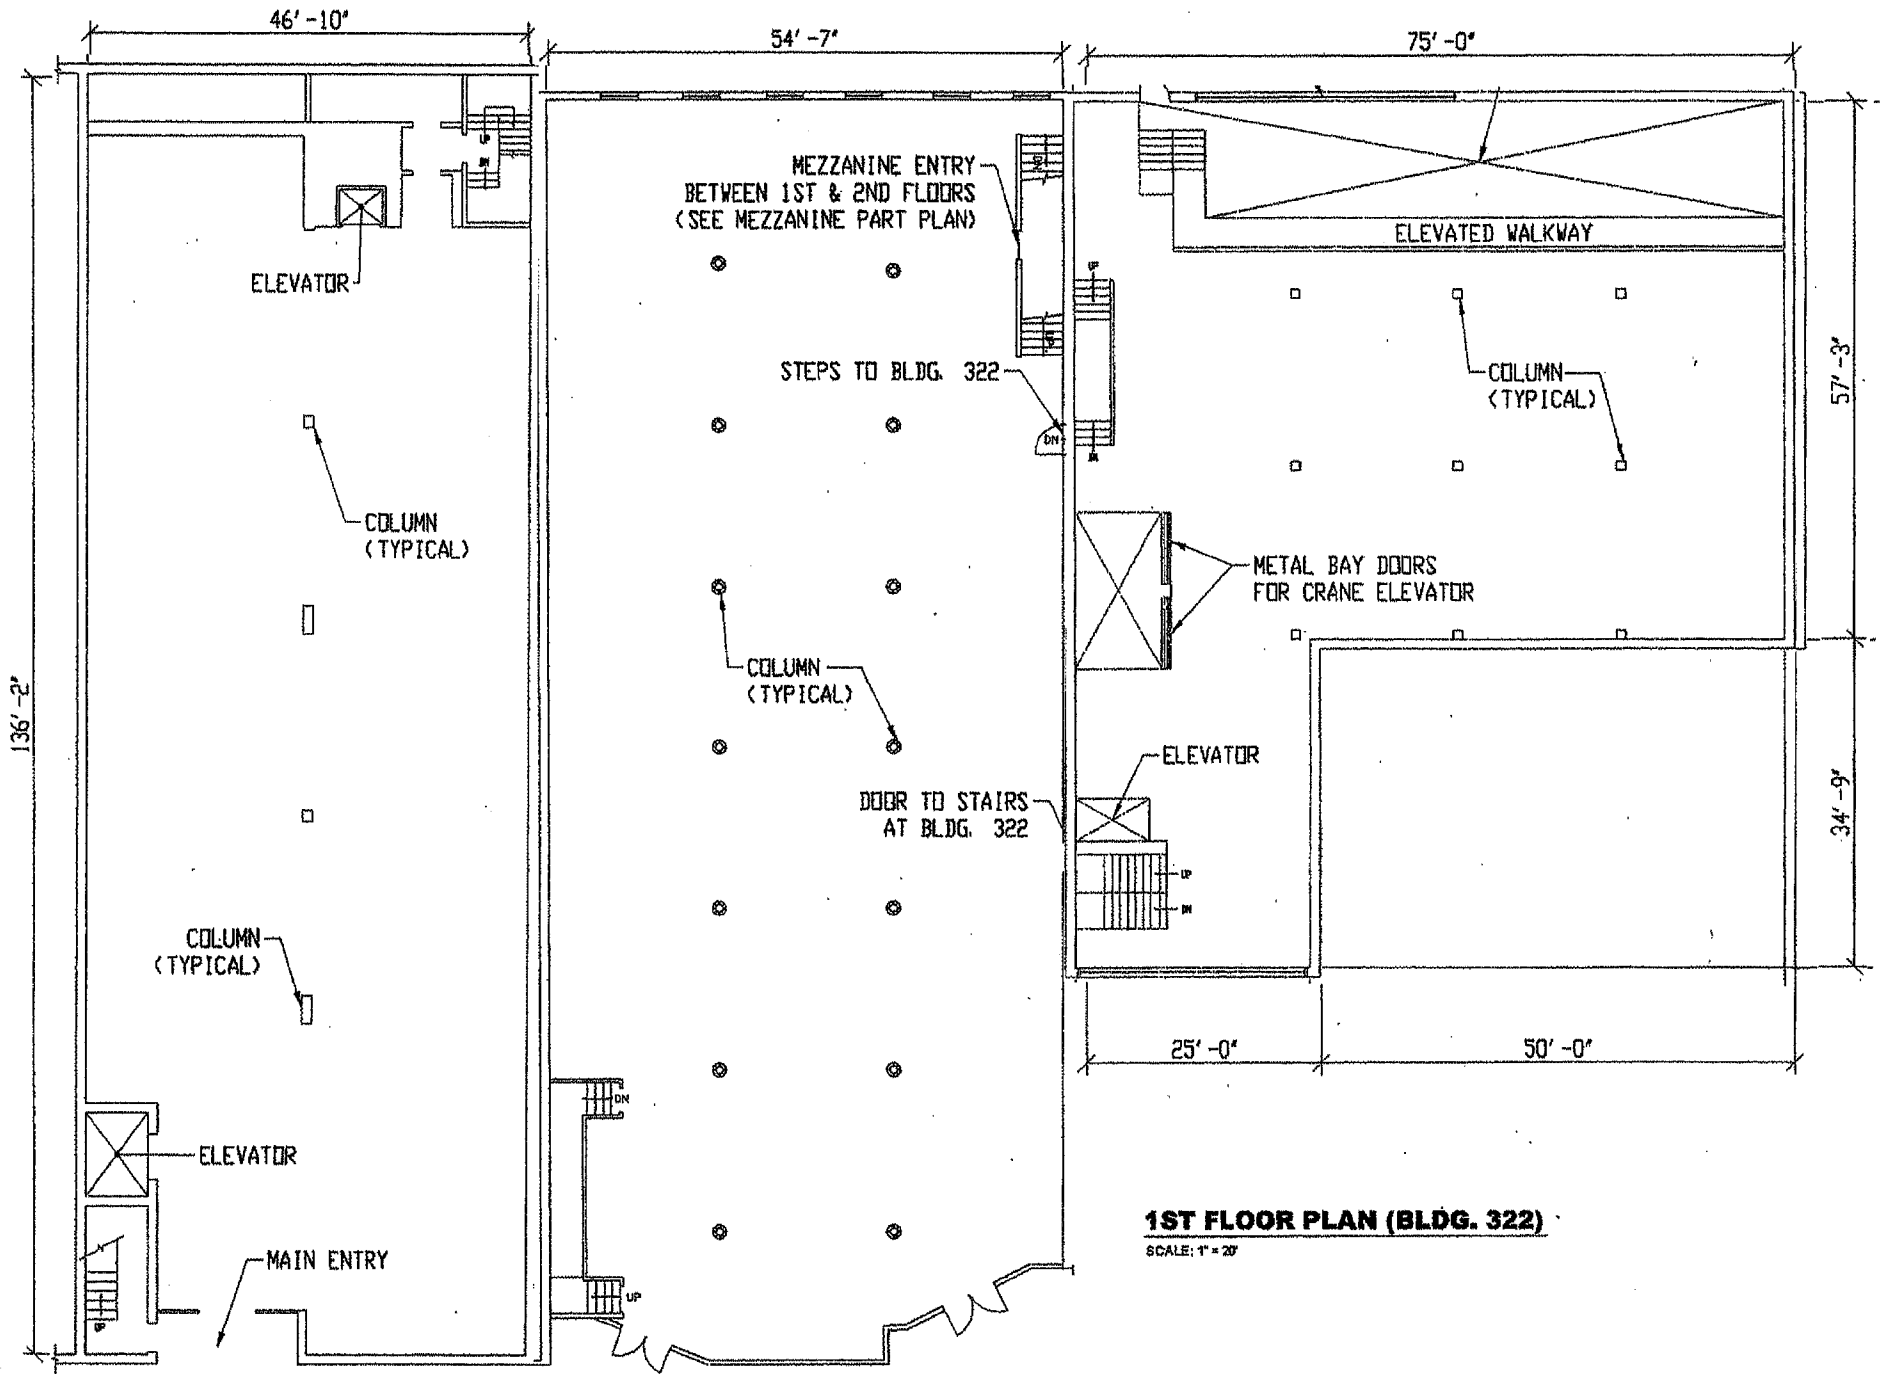 46'-10"
54'-7"
75'-0"
UP
DN
MEZZANINE ENTRY
BETWEEN 1ST & 2ND FLOORS
(SEE MEZZANINE PART PLAN)
ELEVATED WALKWAY
ELEVATOR
UP
STEPS TO BLDG. 322
DN
COLUMN
(TYPICAL)
57'-3"
COLUMN
(TYPICAL)
METAL BAY DOORS
FOR CRANE ELEVATOR
COLUMN
(TYPICAL)
136'-2"
ELEVATOR
DOOR TO STAIRS
AT BLDG. 322
34'-9"
UP
DN
COLUMN
(TYPICAL)
25'-0"
50'-0"
DN
ELEVATOR
1ST FLOOR PLAN (BLDG. 322)
SCALE: 1" = 20'
MAIN ENTRY
UP
UP